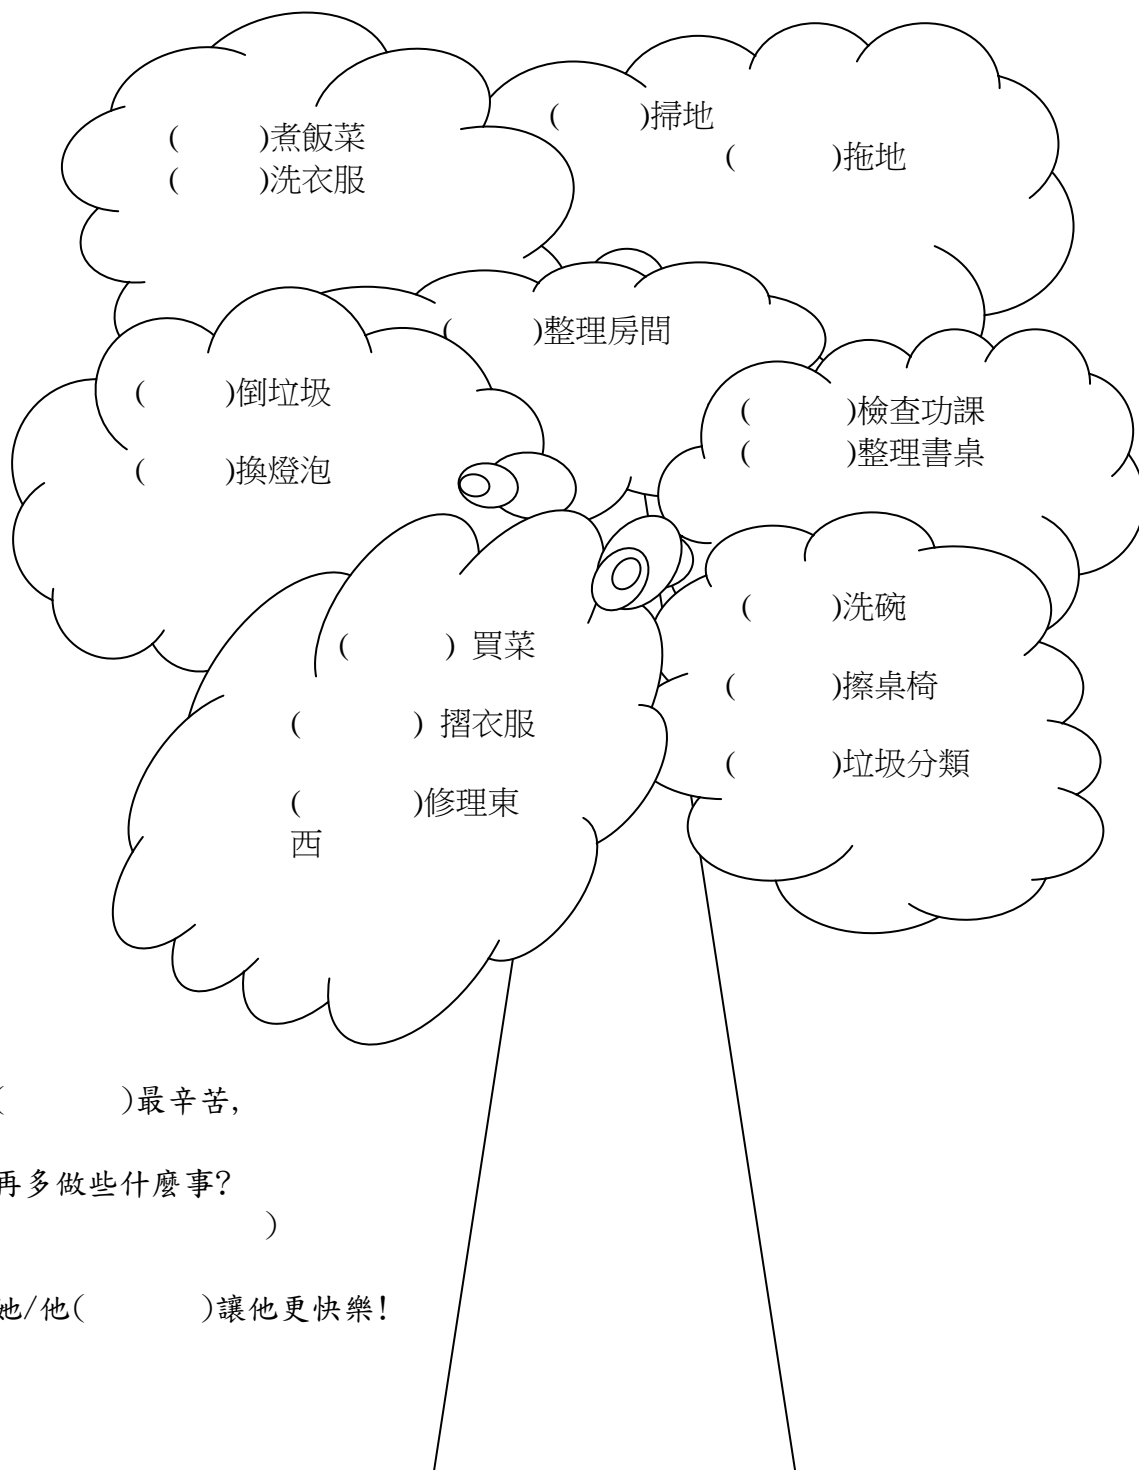 (　　)煮飯菜
(　　)洗衣服
(　　)掃地
(　　)拖地
(　　)整理房間
(　　)倒垃圾
(　　)換燈泡
(　　)檢查功課
(　　)整理書桌
(　　) 買菜
(　　) 摺衣服
(　　)修理東
西
(　　)洗碗
(　　)擦桌椅
(　　)垃圾分類
(　　)最辛苦,
再多做些什麼事?
)
她/他(　　)讓他更快樂!